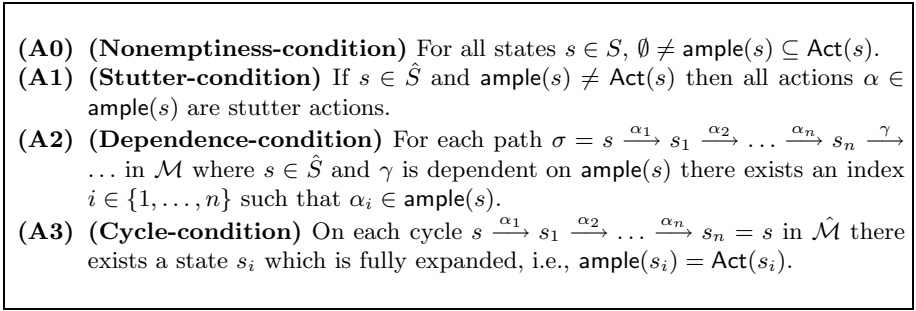 (A0) (Nonemptiness-condition) For all states s ∈ S, ∅ ≠ ample(s) ⊆ Act(s).
(A1) (Stutter-condition) If s ∈ Ŝ and ample(s) ≠ Act(s) then all actions α ∈
ample(s) are stutter actions.
(A2) (Dependence-condition) For each path σ = s —α₁→ s₁ —α₂→ … —αₙ→ sₙ —γ→
… in ℳ where s ∈ Ŝ and γ is dependent on ample(s) there exists an index
i ∈ {1, …, n} such that αᵢ ∈ ample(s).
(A3) (Cycle-condition) On each cycle s —α₁→ s₁ —α₂→ … —αₙ→ sₙ = s in ℳ̂ there
exists a state sᵢ which is fully expanded, i.e., ample(sᵢ) = Act(sᵢ).